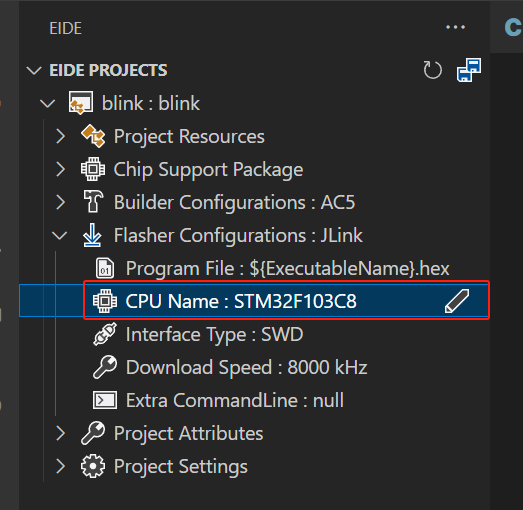 EIDE
EIDE PROJECTS
blink : blink
Project Resources
Chip Support Package
Builder Configurations : AC5
Flasher Configurations : JLink
Program File : ${ExecutableName}.hex
CPU Name : STM32F103C8
Interface Type : SWD
Download Speed : 8000 kHz
Extra CommandLine : null
Project Attributes
Project Settings